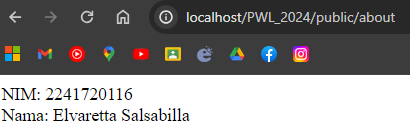 localhost/PWL_2024/public/about
NIM: 2241720116
Nama: Elvaretta Salsabilla